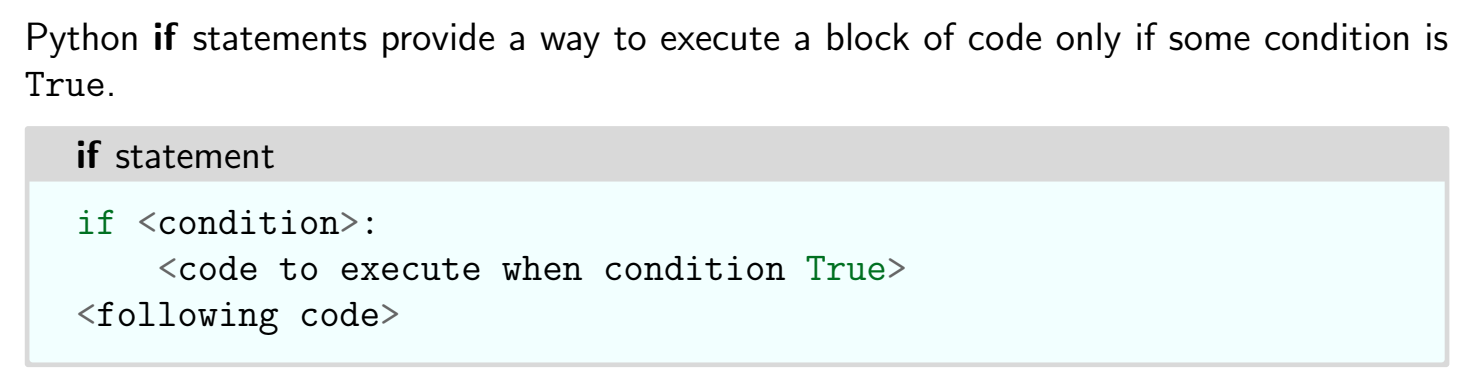 Python if statements provide a way to execute a block of code only if some condition is
True.
if statement
if <condition>:
    <code to execute when condition True>
<following code>